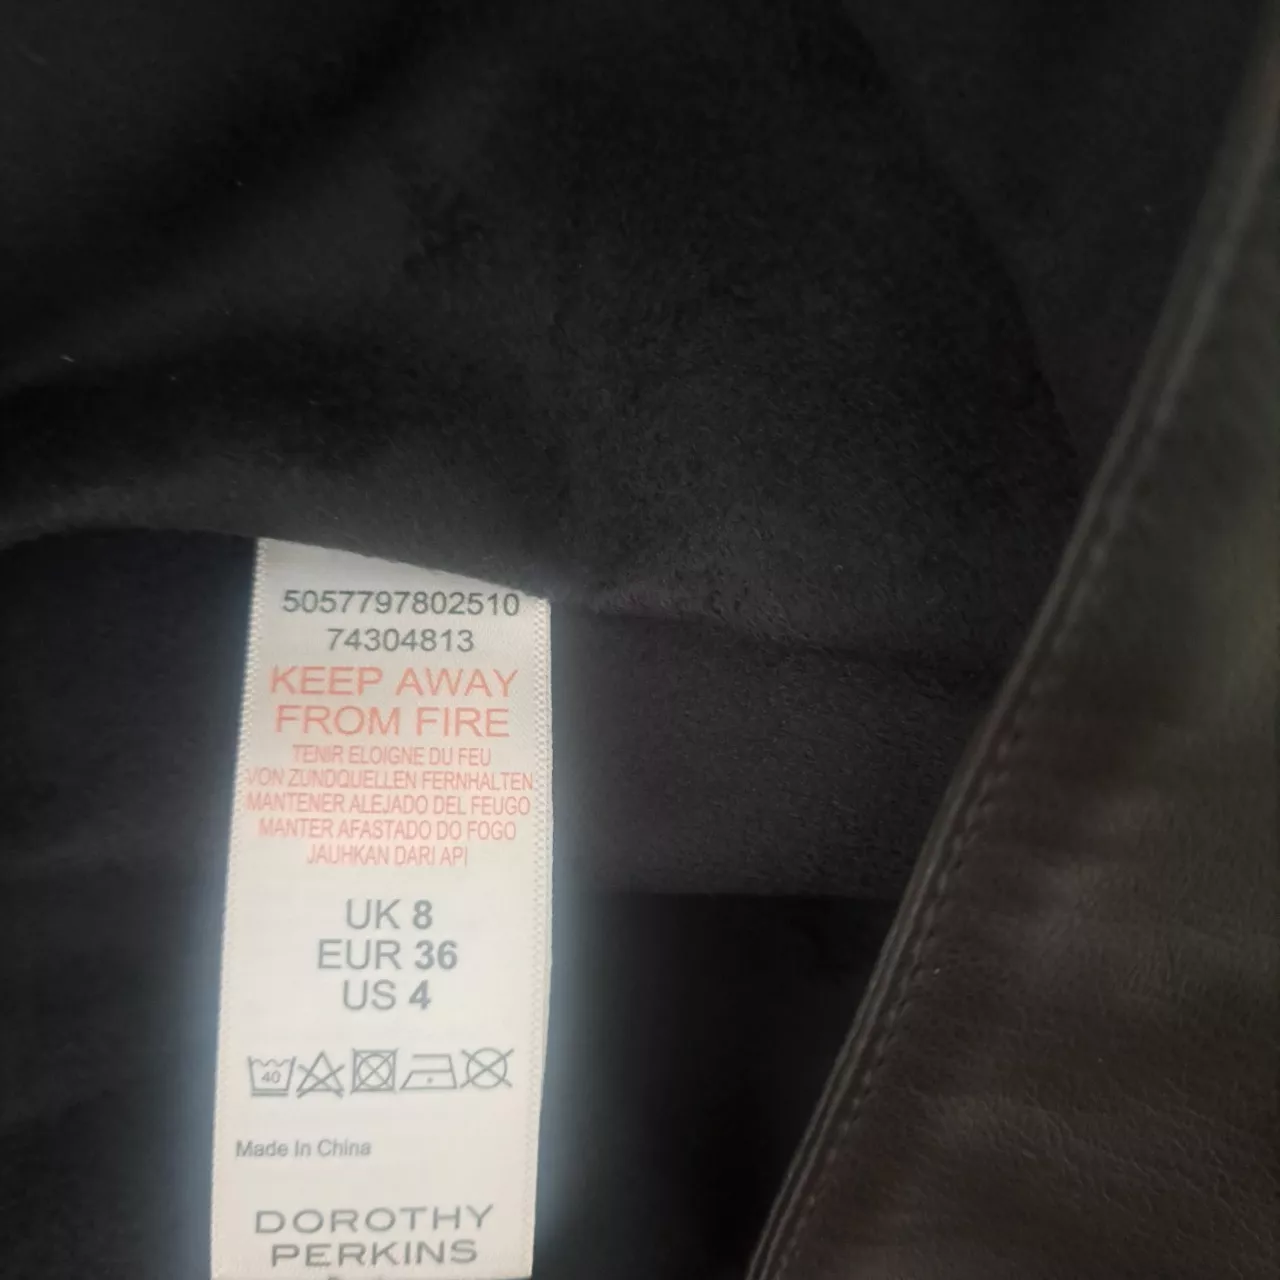 5057797802510
74304813
KEEP AWAY
FROM FIRE
TENIR ELOIGNE DU FEU
VON ZUNDQUELLEN FERNHALTEN
MANTENER ALEJADO DEL FEUGO
MANTER AFASTADO DO FOGO
JAUHKAN DARI API
UK 8
EUR 36
US 4
40
Made In China
DOROTHY
PERKINS